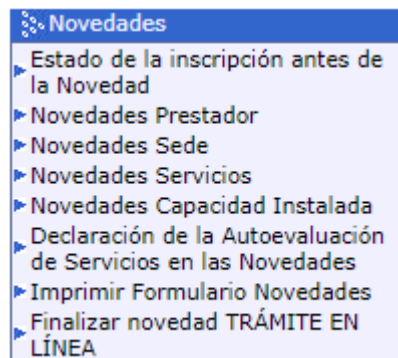 Novedades
Estado de la inscripción antes de
la Novedad
Novedades Prestador
Novedades Sede
Novedades Servicios
Novedades Capacidad Instalada
Declaración de la Autoevaluación
de Servicios en las Novedades
Imprimir Formulario Novedades
Finalizar novedad TRÁMITE EN
LÍNEA